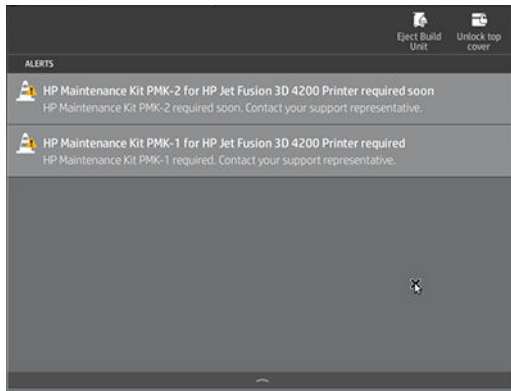 Eject Build
Unit
Unlock top
cover
ALERTS
HP Maintenance Kit PMK-2 for HP Jet Fusion 3D 4200 Printer required soon
HP Maintenance Kit PMK-2 required soon. Contact your support representative.
HP Maintenance Kit PMK-1 for HP Jet Fusion 3D 4200 Printer required
HP Maintenance Kit PMK-1 required. Contact your support representative.